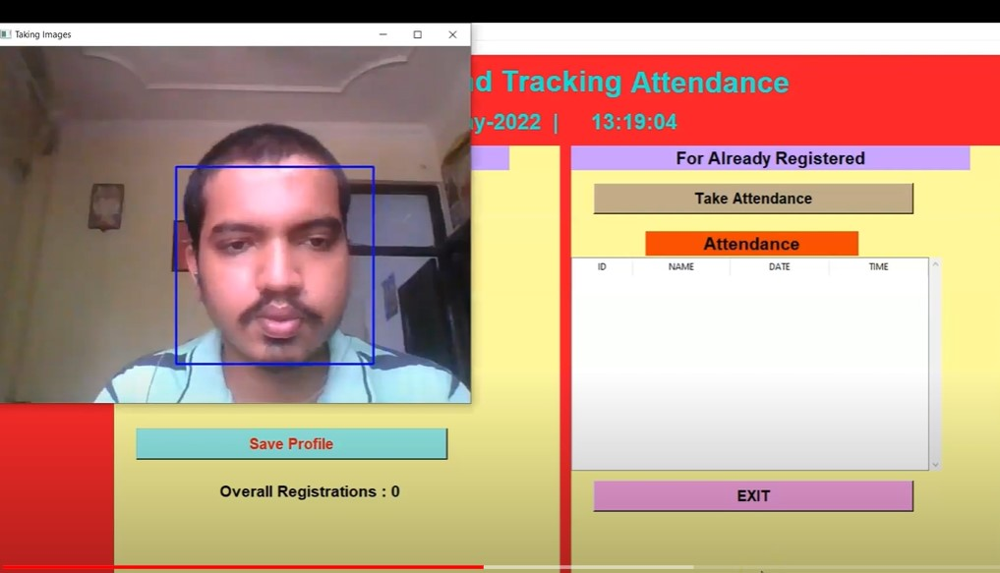 Taking Images
Tracking Attendance
-2022 | 13:19:04
For Already Registered
Take Attendance
Attendance
ID NAME DATE TIME
Save Profile
Overall Registrations : 0
EXIT